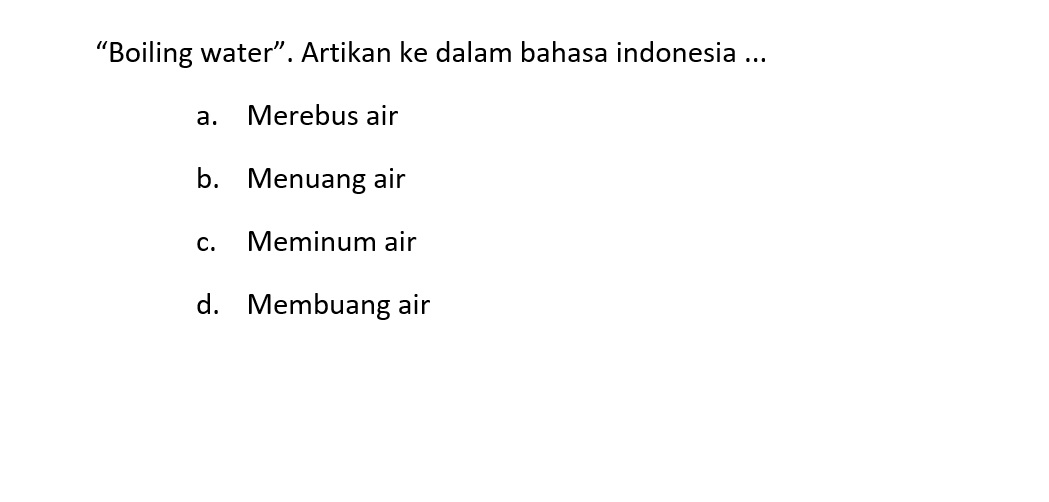 “Boiling water”. Artikan ke dalam bahasa indonesia ...
a. Merebus air
b. Menuang air
c. Meminum air
d. Membuang air